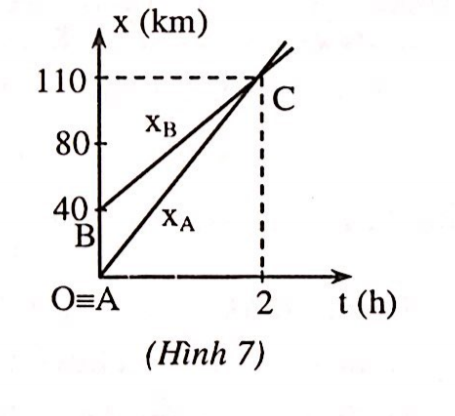 x (km)
110
C
x_B
80
40
B
x_A
O≡A
2
t (h)
(Hình 7)